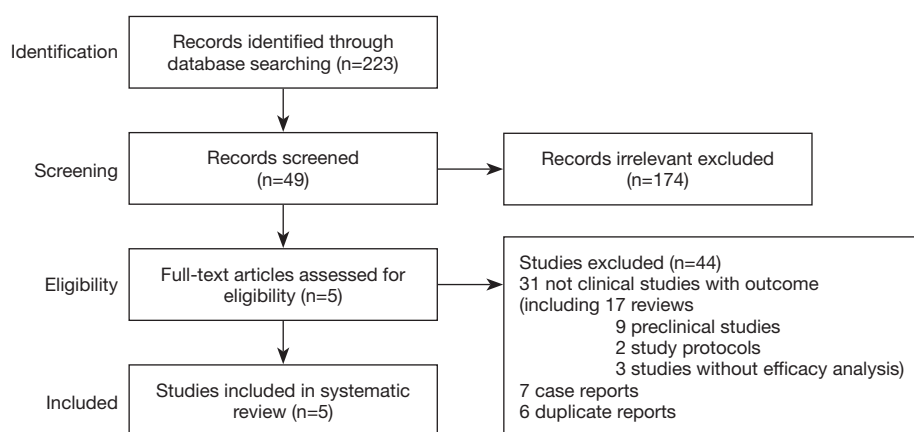 Identification
Records identified through
database searching (n=223)
Screening
Records screened
(n=49)
Records irrelevant excluded
(n=174)
Eligibility
Full-text articles assessed for
eligibility (n=5)
Studies excluded (n=44)
31 not clinical studies with outcome
(including 17 reviews
9 preclinical studies
2 study protocols
3 studies without efficacy analysis)
7 case reports
6 duplicate reports
Included
Studies included in systematic
review (n=5)